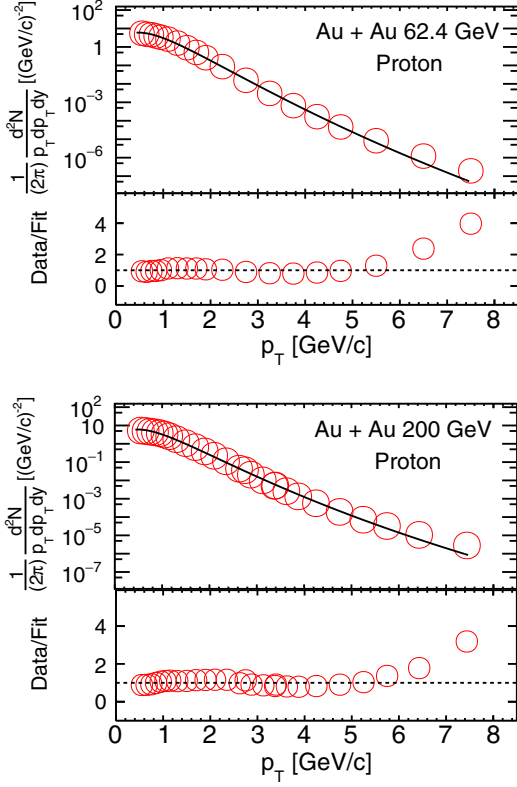 Au + Au 62.4 GeV
Proton
1/(2π) d²N/(p_T dp_T dy) [(GeV/c)⁻²]
10
1
10⁻³
10⁻⁶
Data/Fit
4
2
0
0 1 2 3 4 5 6 7 8
p_T [GeV/c]
Au + Au 200 GeV
Proton
1/(2π) d²N/(p_T dp_T dy) [(GeV/c)⁻²]
10²
10
10⁻¹
10⁻³
10⁻⁵
10⁻⁷
Data/Fit
4
2
0
0 1 2 3 4 5 6 7 8
p_T [GeV/c]